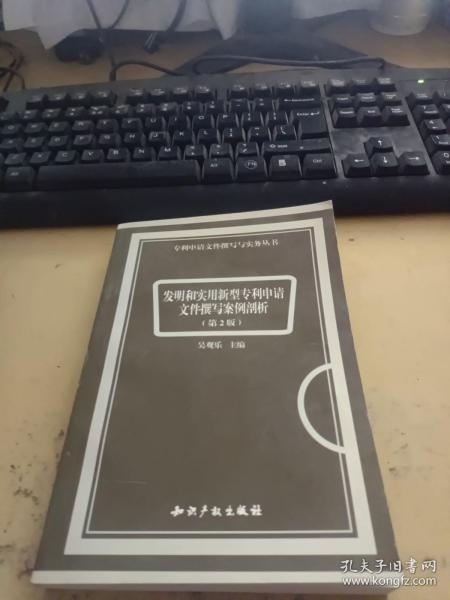 专利申请文件撰写与实务丛书
发明和实用新型专利申请
文件撰写案例剖析
(第2版)
吴观乐 主编
知识产权出版社
孔夫子旧书网
www.kongfz.com